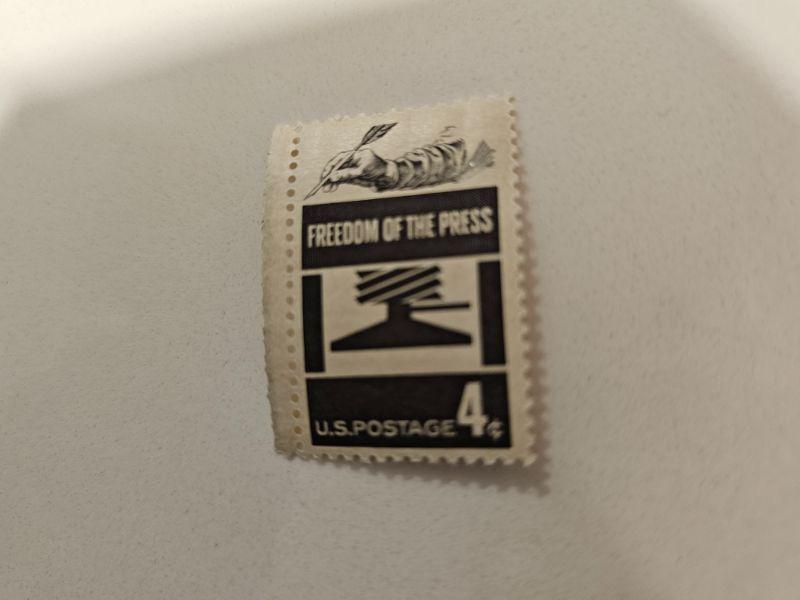 FREEDOM OF THE PRESS
U.S. POSTAGE 4¢